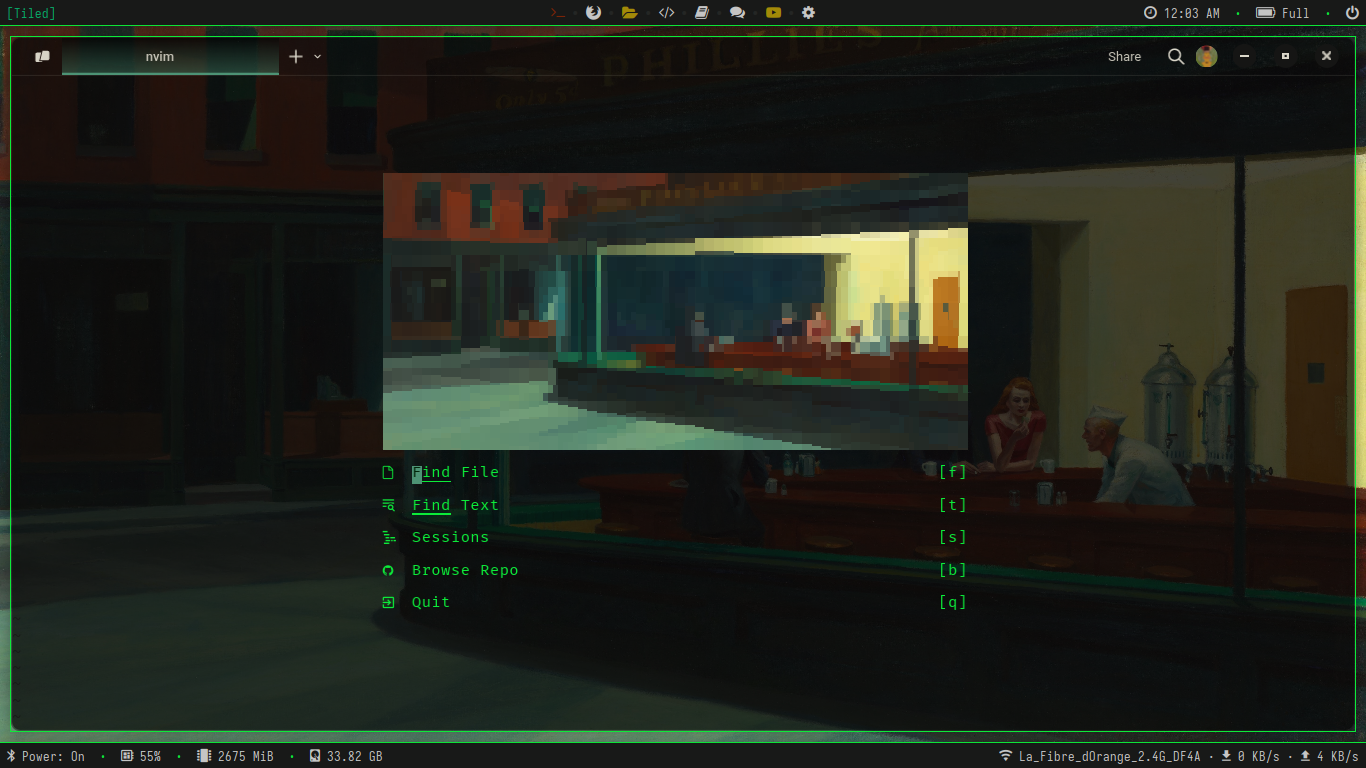 [Tiled]
12:03 AM · Full ·
nvim
Share
PHILLIES
Find File [f]
Find Text [t]
Sessions [s]
Browse Repo [b]
Quit [q]
Power: On · 55% · 2675 MiB · 33.82 GB
La_Fibre_dOrange_2.4G_DF4A · 0 KB/s · 4 KB/s